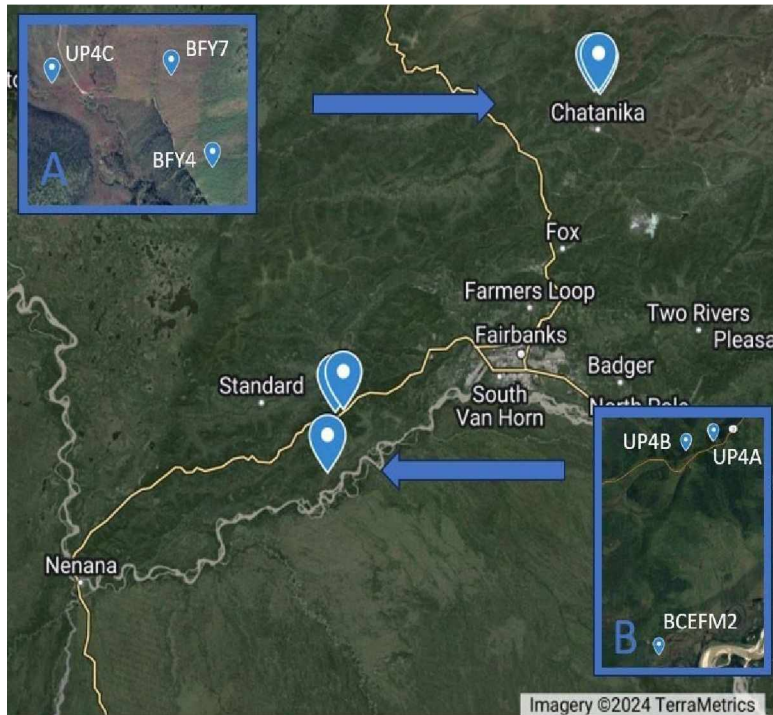 UP4C
BFY7
BFY4
A
Chatanika
Fox
Farmers Loop
Fairbanks
Two Rivers
Pleasa
Badger
Standard
South
Van Horn
North Pole
UP4B
UP4A
BCEFM2
B
Nenana
Imagery ©2024 TerraMetrics